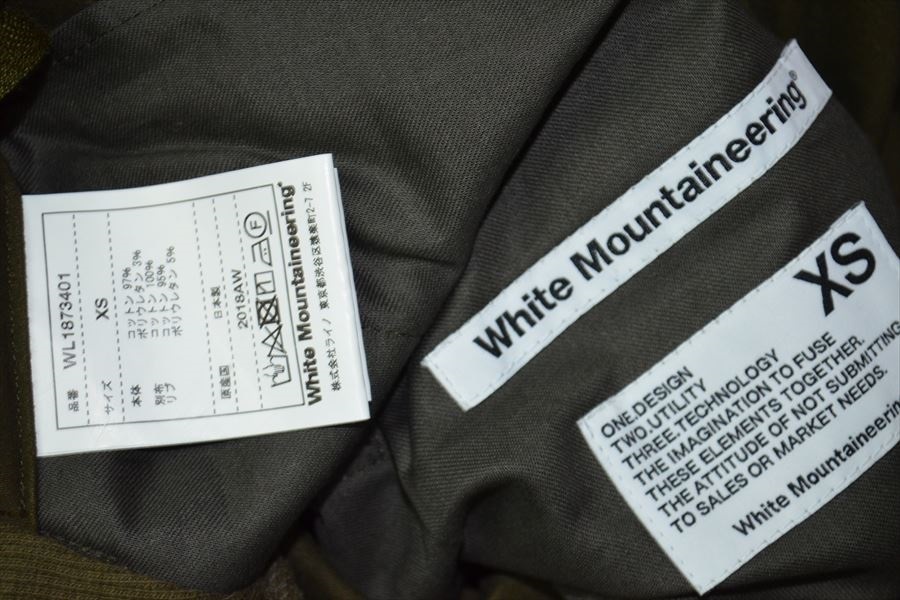 品番 WL1873401
サイズ XS
本体 コットン 97%
ポリウレタン 3%
別布 コットン 100%
リブ コットン 95%
ポリウレタン 5%
日本製
原産国
2018AW
F
White Mountaineering®
株式会社ライノ 東京都渋谷区猿楽町2-7 2F
White Mountaineering®
XS
ONE.DESIGN
TWO.UTILITY
THREE.TECHNOLOGY
THE IMAGINATION TO FUSE
THESE ELEMENTS TOGETHER.
THE ATTITUDE OF NOT SUBMITTING
TO SALES OR MARKET NEEDS.
White Mountaineering